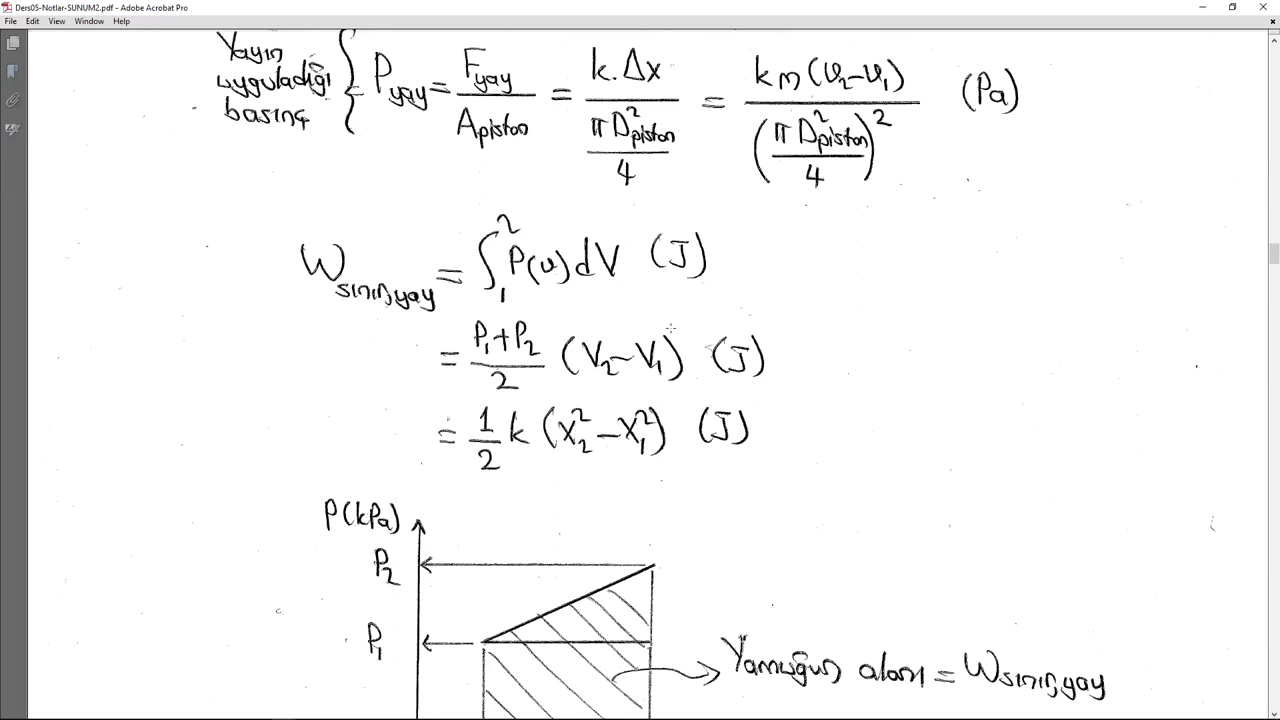 Ders05-Notlar-SUNUM2.pdf - Adobe Acrobat Pro
File Edit View Window Help
Yayın
uyguladığı
basınç
P_yay = F_yay / A_piston = k.Δx / (π D²_piston / 4) = k m (υ₂-υ₁) / (π D²_piston / 4)² (Pa)
W_sınır,yay = ∫₁² P(υ) dV (J)
= (P₁+P₂)/2 (V₂-V₁) (J)
= 1/2 k (x₂²-x₁²) (J)
P(kPa)
P₂
P₁
Yamuğun alanı = W_sınır,yay